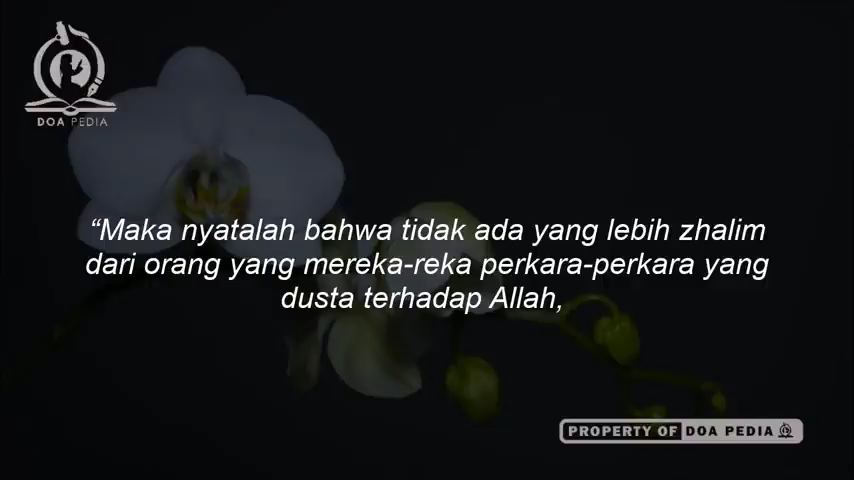 DOA PEDIA
“Maka nyatalah bahwa tidak ada yang lebih zhalim
dari orang yang mereka-reka perkara-perkara yang
dusta terhadap Allah,
PROPERTY OF DOA PEDIA